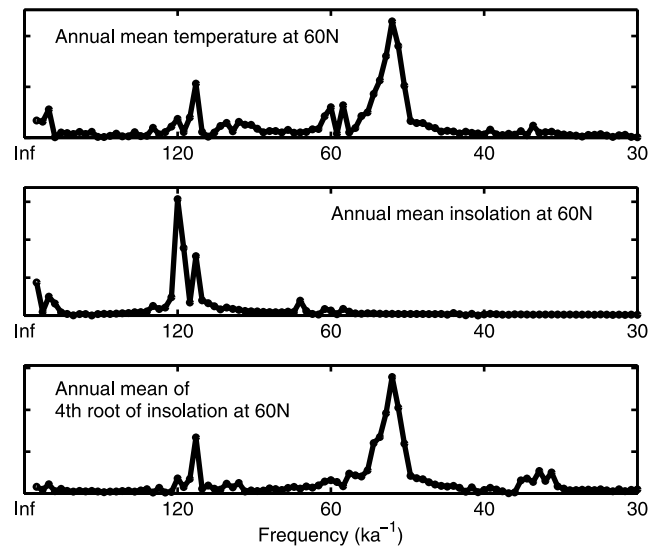 Annual mean temperature at 60N
Inf 120 60 40 30
Annual mean insolation at 60N
Inf 120 60 40 30
Annual mean of
4th root of insolation at 60N
Inf 120 60 40 30
Frequency (ka⁻¹)